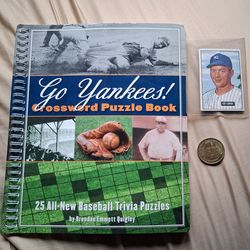 Go Yankees!
Crossword Puzzle Book
25 All-New Baseball Trivia Puzzles
by Brendan Emmett Quigley